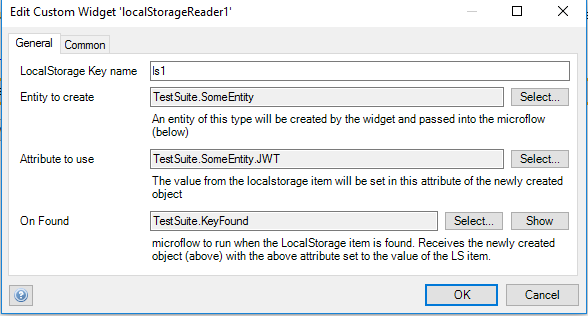 Edit Custom Widget 'localStorageReader1'
General
Common
LocalStorage Key name
ls1
Entity to create
TestSuite.SomeEntity
Select...
An entity of this type will be created by the widget and passed into the microflow
(below)
Attribute to use
TestSuite.SomeEntity.JWT
Select...
The value from the localstorage item will be set in this attribute of the newly created
object
On Found
TestSuite.KeyFound
Select...
Show
microflow to run when the LocalStorage item is found. Receives the newly created
object (above) with the above attribute set to the value of the LS item.
OK
Cancel